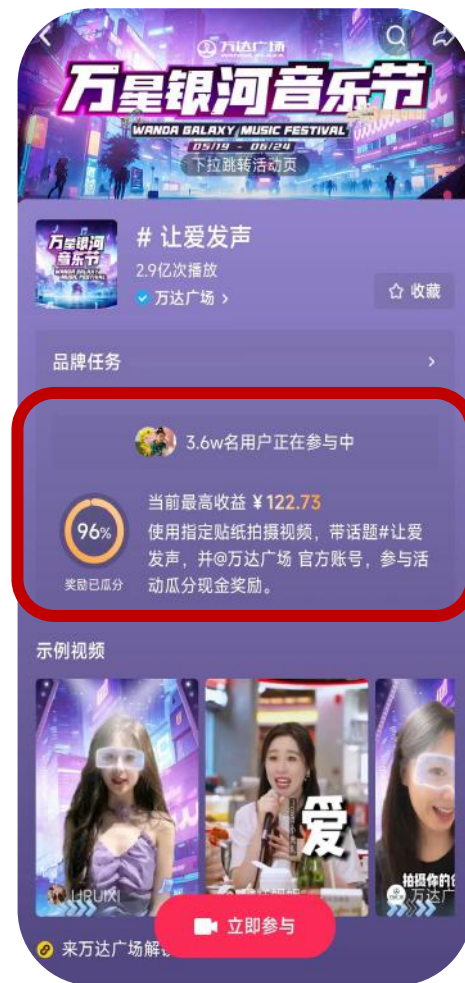 万达广场
WANDA PLAZA
万星银河音乐节
WANDA GALAXY MUSIC FESTIVAL
05/19 - 06/24
下拉跳转活动页
万星银河
音乐节
WANDA GALAXY
MUSIC FESTIVAL
# 让爱发声
2.9亿次播放
万达广场 >
收藏
品牌任务
3.6w名用户正在参与中
当前最高收益 ¥122.73
96%
使用指定贴纸拍摄视频，带话题#让爱
发声，并@万达广场 官方账号，参与活
动瓜分现金奖励。
奖励已瓜分
示例视频
爱
LIRUIXI
拍摄你的
万达广
立即参与
来万达广场解